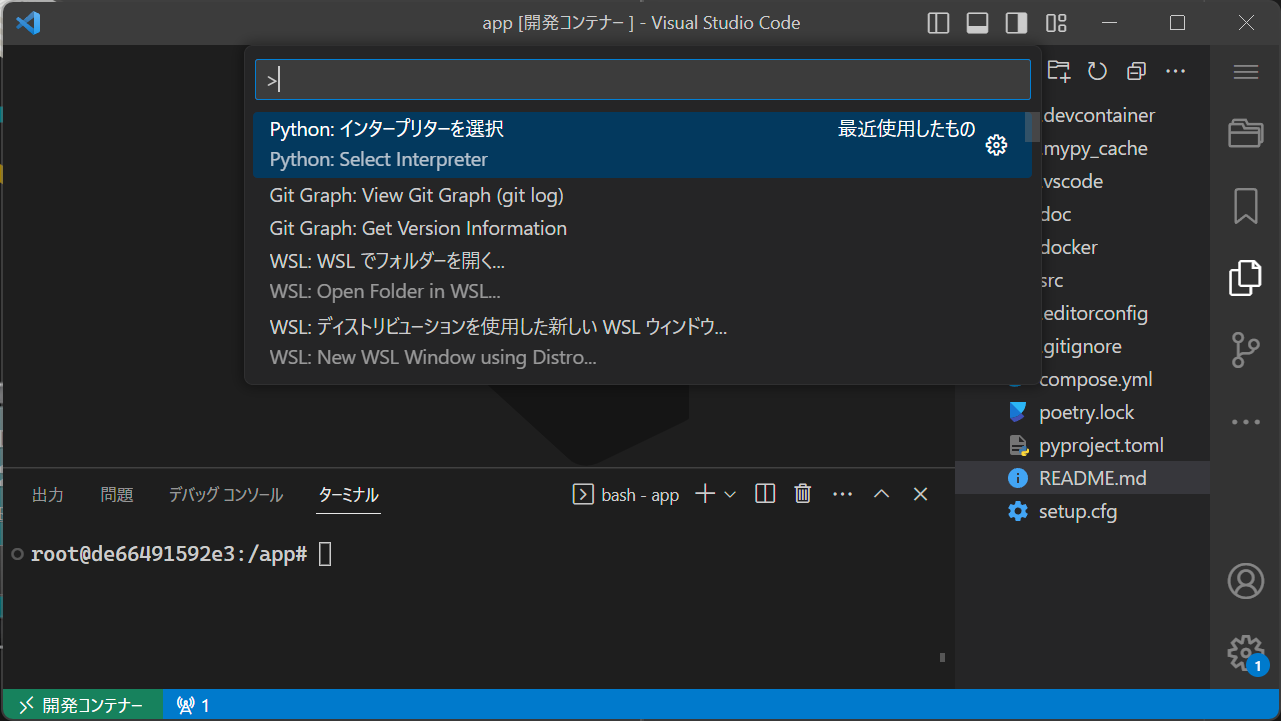 app [開発コンテナー ] - Visual Studio Code
>
Python: インタープリターを選択
最近使用したもの
Python: Select Interpreter
Git Graph: View Git Graph (git log)
Git Graph: Get Version Information
WSL: WSL でフォルダーを開く...
WSL: Open Folder in WSL...
WSL: ディストリビューションを使用した新しい WSL ウィンドウ...
WSL: New WSL Window using Distro...
.devcontainer
.mypy_cache
.vscode
doc
docker
src
.editorconfig
.gitignore
compose.yml
poetry.lock
pyproject.toml
README.md
setup.cfg
出力
問題
デバッグ コンソール
ターミナル
bash - app
root@de66491592e3:/app#
1
開発コンテナー
1